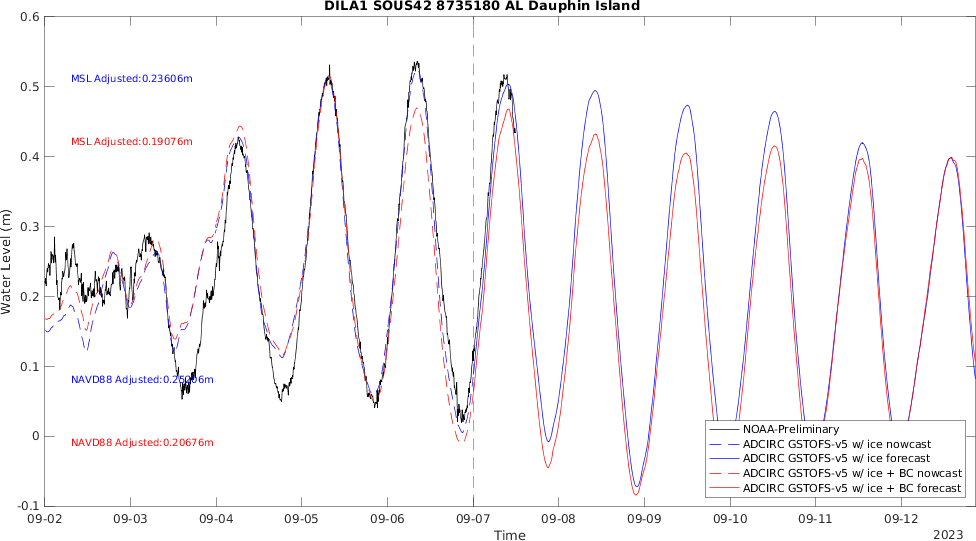 DILA1 SOUS42 8735180 AL Dauphin Island
0.6
0.5
0.4
0.3
0.2
0.1
0
-0.1
Water Level (m)
MSL Adjusted:0.23606m
MSL Adjusted:0.19076m
NAVD88 Adjusted:0.25206m
NAVD88 Adjusted:0.20676m
NOAA-Preliminary
ADCIRC GSTOFS-v5 w/ ice nowcast
ADCIRC GSTOFS-v5 w/ ice forecast
ADCIRC GSTOFS-v5 w/ ice + BC nowcast
ADCIRC GSTOFS-v5 w/ ice + BC forecast
09-02 09-03 09-04 09-05 09-06 09-07 09-08 09-09 09-10 09-11 09-12
Time
2023